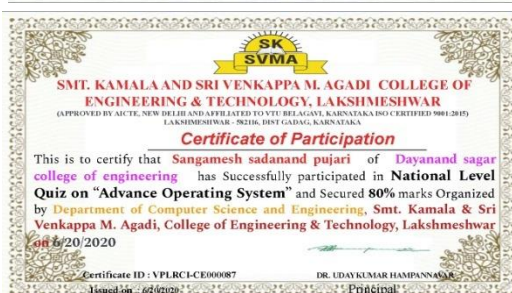 SK
SVMA
SMT. KAMALA AND SRI VENKAPPA M. AGADI COLLEGE OF
ENGINEERING & TECHNOLOGY, LAKSHMESHWAR
(APPROVED BY AICTE, NEW DELHI AND AFFILIATED TO VTU BELAGAVI, KARNATAKA ISO CERTIFIED 9001:2015)
LAKSHMESHWAR - 582116, DIST GADAG, KARNATAKA
Certificate of Participation
This is to certify that Sangamesh sadanand pujari of Dayanand sagar
college of engineering has Successfully participated in National Level
Quiz on “Advance Operating System” and Secured 80% marks Organized
by Department of Computer Science and Engineering, Smt. Kamala & Sri
Venkappa M. Agadi, College of Engineering & Technology, Lakshmeshwar
on 6/20/2020
Certificate ID : VPLRCI-CE000087 DR. UDAYKUMAR HAMPANNAVAR
Issued on : 6/20/2020 Principal